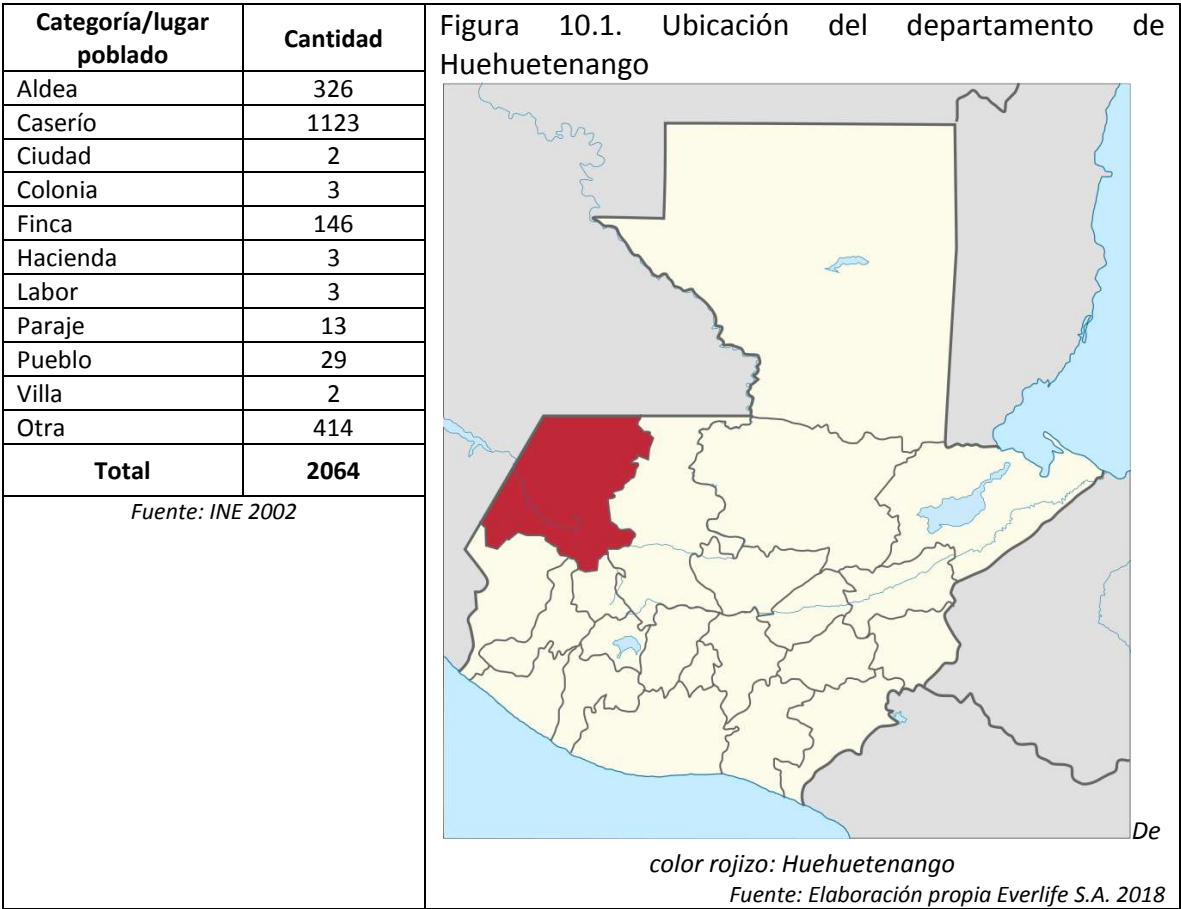 Categoría/lugar poblado Cantidad
Aldea 326
Caserío 1123
Ciudad 2
Colonia 3
Finca 146
Hacienda 3
Labor 3
Paraje 13
Pueblo 29
Villa 2
Otra 414
Total 2064
Fuente: INE 2002
Figura 10.1. Ubicación del departamento de
Huehuetenango
De
color rojizo: Huehuetenango
Fuente: Elaboración propia Everlife S.A. 2018